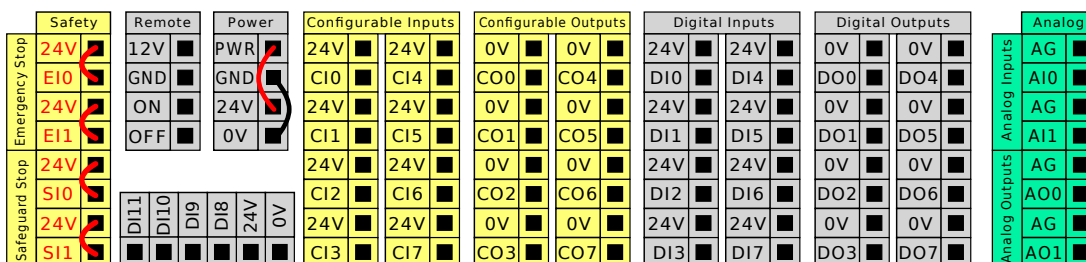 Safety Remote Power Configurable Inputs Configurable Outputs Digital Inputs Digital Outputs Analog
Emergency Stop
24V 12V PWR 24V 24V 0V 0V 24V 24V 0V 0V AG
EI0 GND GND CI0 CI4 CO0 CO4 DI0 DI4 DO0 DO4 AI0
24V ON 24V 24V 24V 0V 0V 24V 24V 0V 0V AG
EI1 OFF 0V CI1 CI5 CO1 CO5 DI1 DI5 DO1 DO5 AI1
Analog Inputs
Safeguard Stop
24V 24V 24V 0V 0V 24V 24V 0V 0V AG
SI0 CI2 CI6 CO2 CO6 DI2 DI6 DO2 DO6 AO0
24V DI11 DI10 DI9 DI8 24V 0V 24V 24V 0V 0V 24V 24V 0V 0V AG
SI1 CI3 CI7 CO3 CO7 DI3 DI7 DO3 DO7 AO1
Analog Outputs